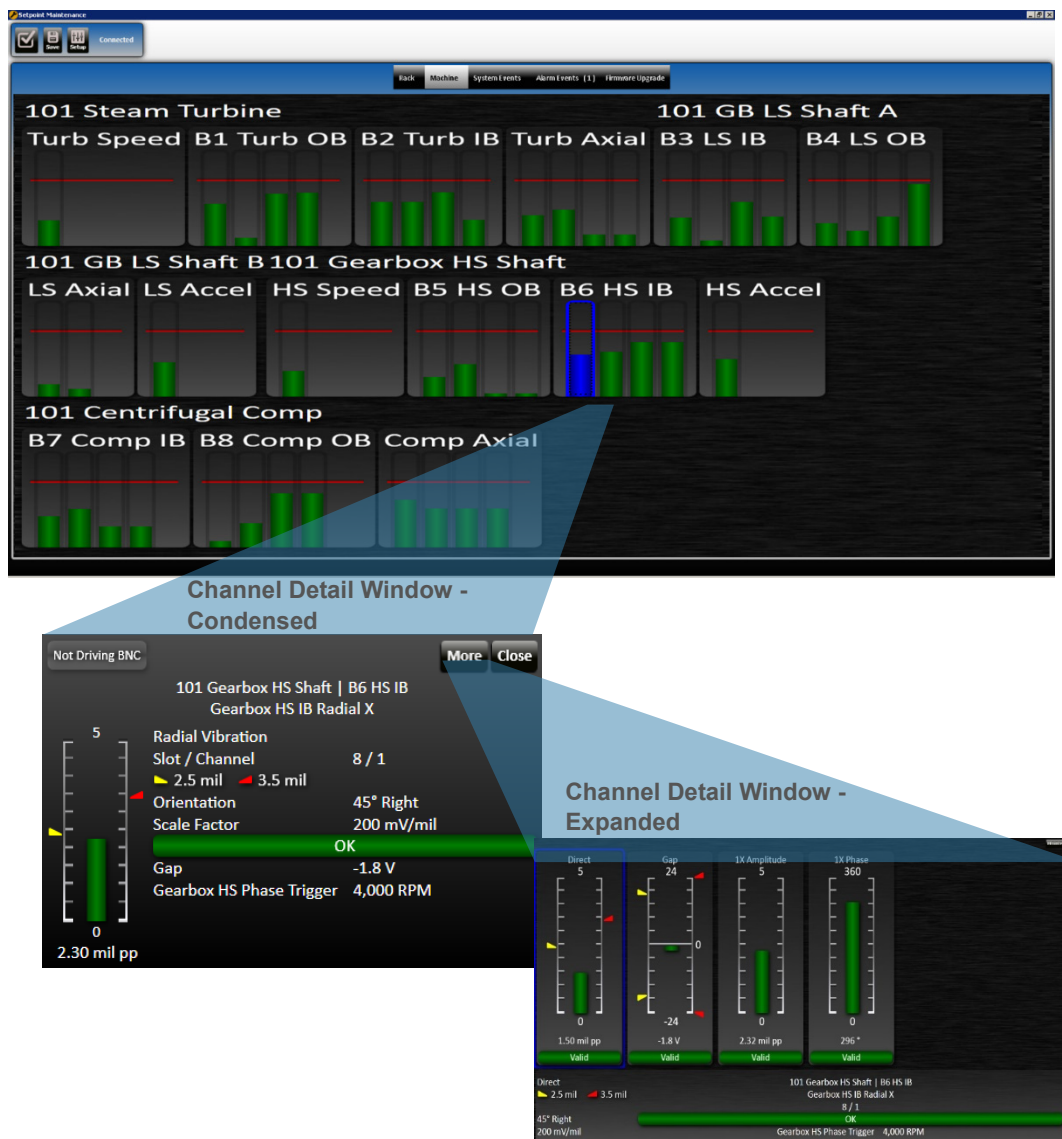 Setpoint Maintenance
Save Setup Connected
Back Machine System Events Alarm Events (1) Firmware Upgrade
101 Steam Turbine 101 GB LS Shaft A
Turb Speed B1 Turb OB B2 Turb IB Turb Axial B3 LS IB B4 LS OB
101 GB LS Shaft B 101 Gearbox HS Shaft
LS Axial LS Accel HS Speed B5 HS OB B6 HS IB HS Accel
101 Centrifugal Comp
B7 Comp IB B8 Comp OB Comp Axial
Channel Detail Window -
Condensed
Not Driving BNC More Close
101 Gearbox HS Shaft | B6 HS IB
Gearbox HS IB Radial X
5
Radial Vibration
Slot / Channel 8 / 1
2.5 mil 3.5 mil
Orientation 45° Right
Scale Factor 200 mV/mil
OK
Gap -1.8 V
Gearbox HS Phase Trigger 4,000 RPM
0
2.30 mil pp
Channel Detail Window -
Expanded
Direct Gap 1X Amplitude 1X Phase
5 24 5 360
0
0 -24 0 0
1.50 mil pp -1.8 V 2.32 mil pp 296 °
Valid Valid Valid Valid
Direct 101 Gearbox HS Shaft | B6 HS IB
2.5 mil 3.5 mil Gearbox HS IB Radial X
8 / 1
45° Right OK
200 mV/mil Gearbox HS Phase Trigger 4,000 RPM